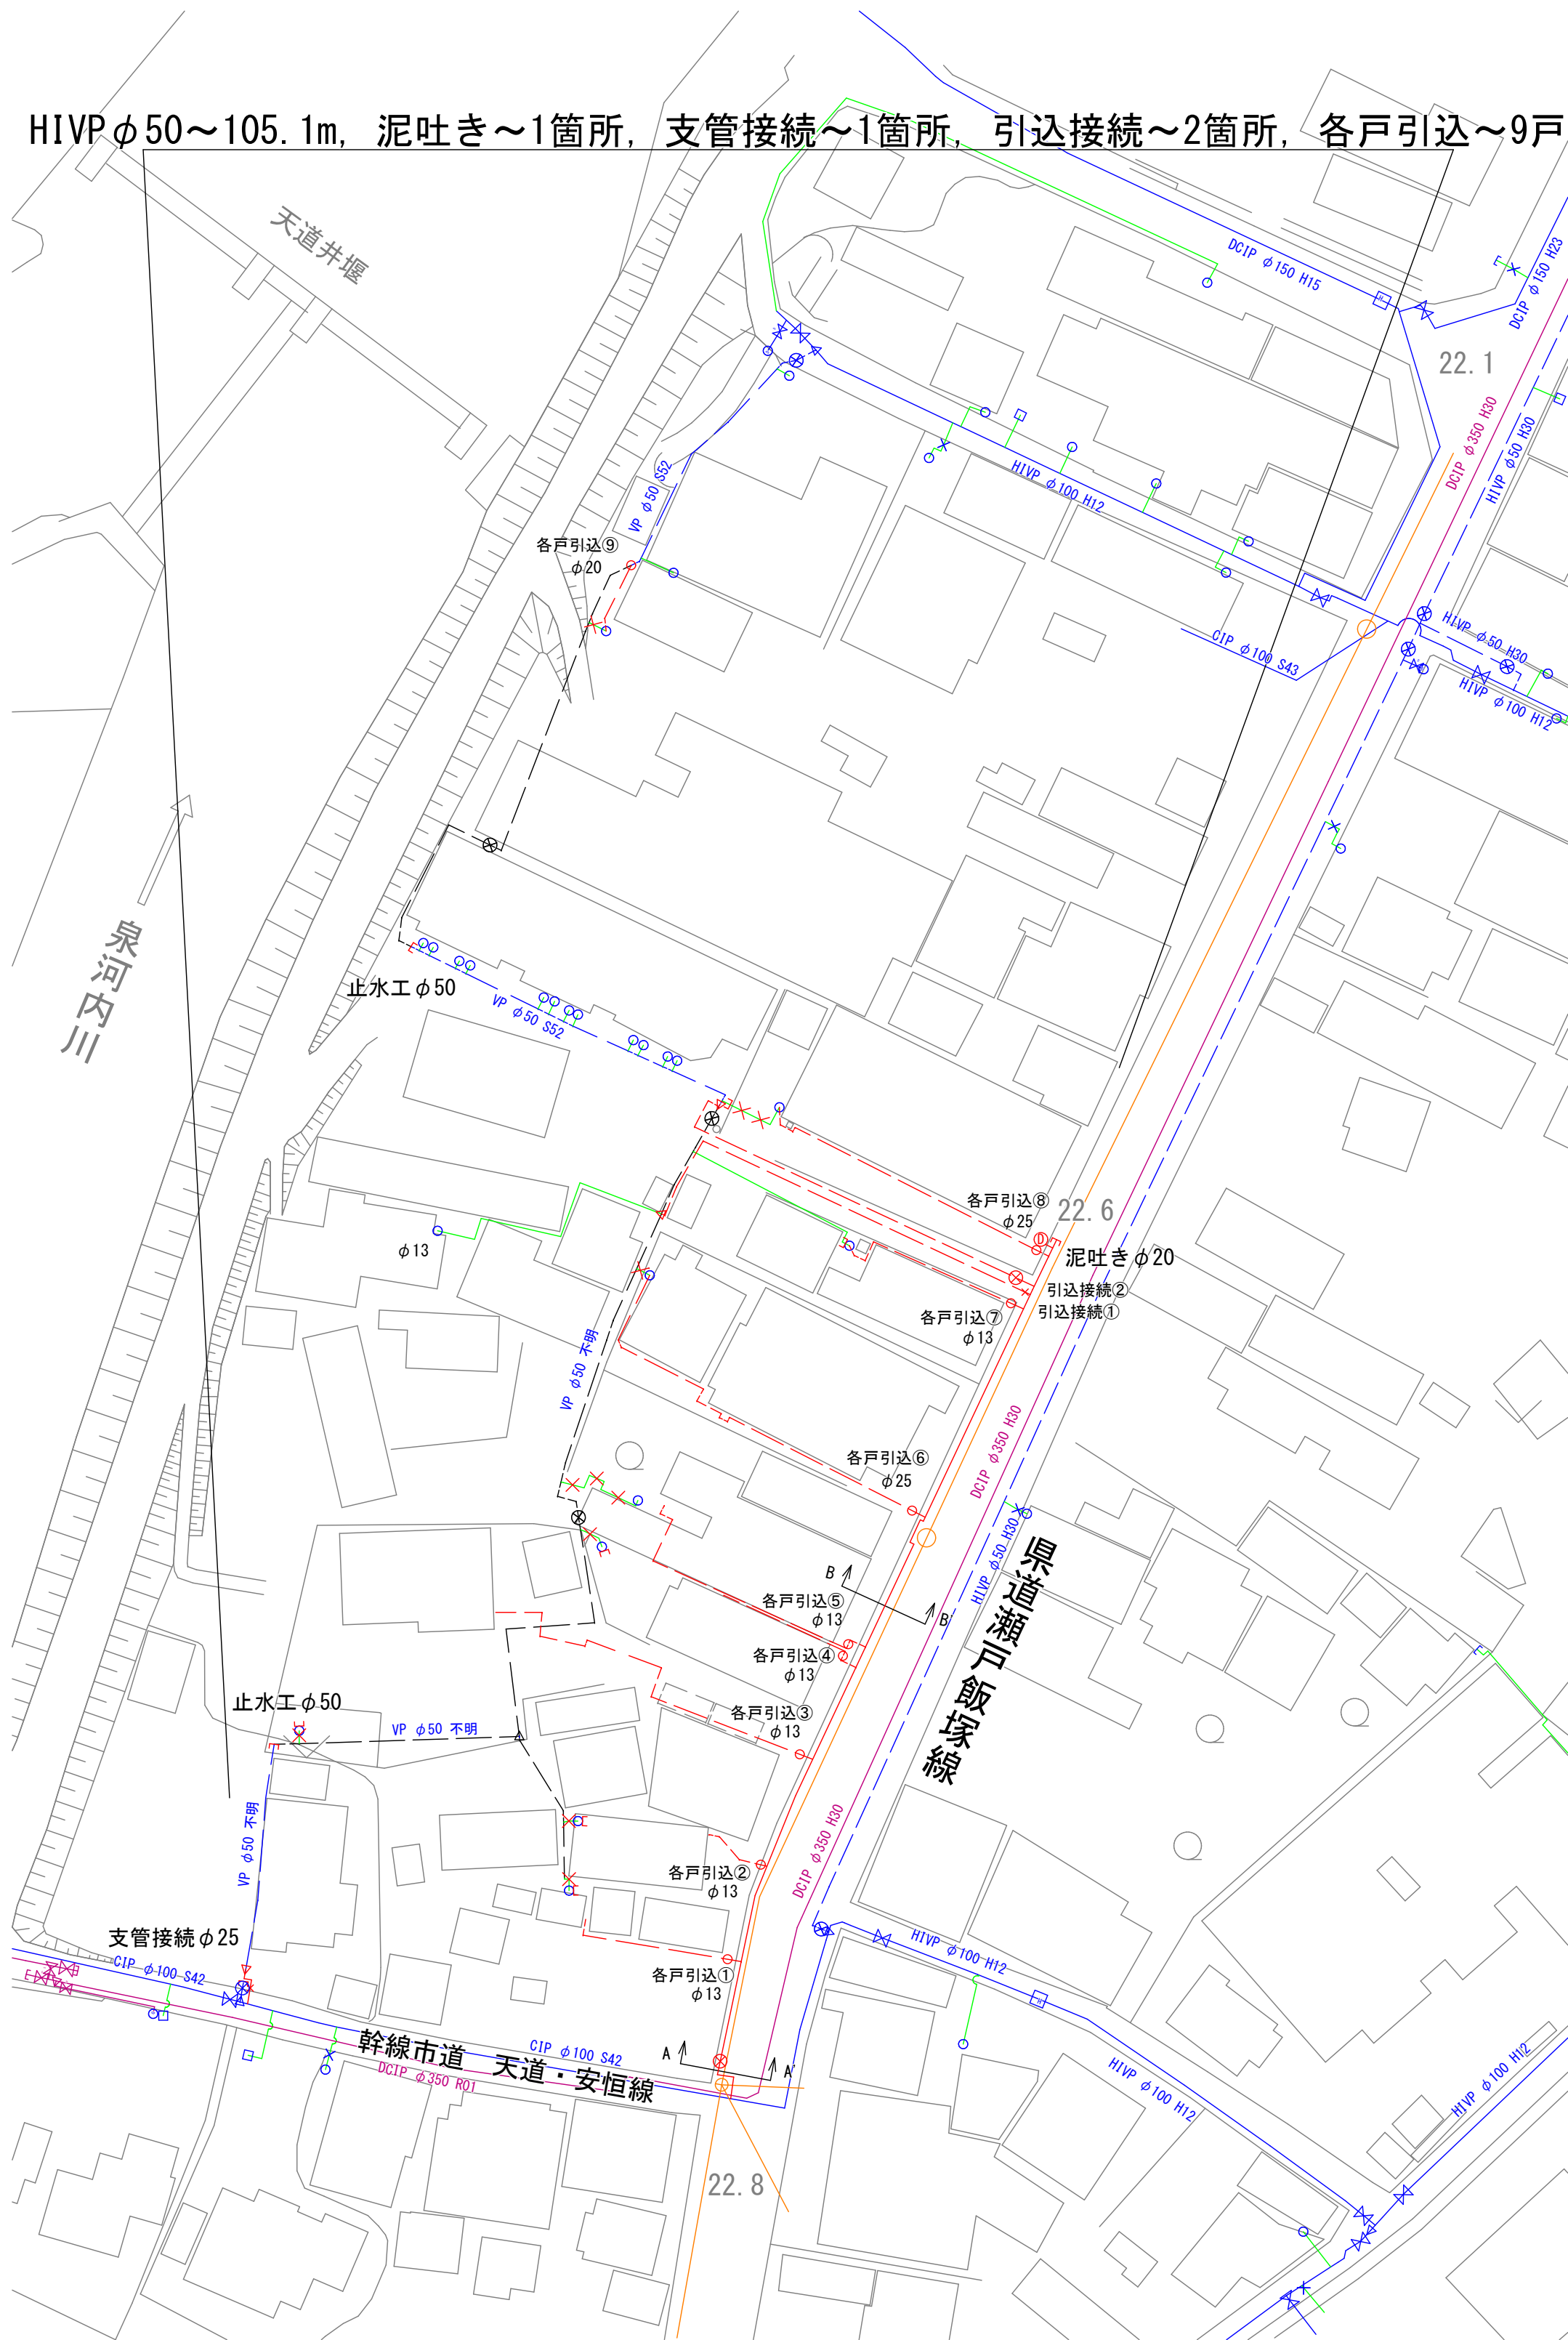 HIVPφ50～105.1m, 泥吐き～1箇所, 支管接続～1箇所, 引込接続～2箇所, 各戸引込～9戸
天道井堰
DCIP φ150 H15
DCIP φ150 H23
22.1
DCIP φ350 H30
HIVP φ50 H30
HIVP φ100 H12
VP φ50 S52
各戸引込⑨
φ20
CIP φ100 S43
HIVP φ50 H30
HIVP φ100 H12
泉河内川
止水工φ50
VP φ50 S52
各戸引込⑧
φ25
22.6
D
泥吐きφ20
引込接続②
引込接続①
φ13
各戸引込⑦
φ13
VP φ50 不明
DCIP φ350 H30
各戸引込⑥
φ25
HIVP φ50 H30
県道瀬戸飯塚線
B
B'
各戸引込⑤
φ13
各戸引込④
φ13
各戸引込③
φ13
止水工φ50
VP φ50 不明
VP φ50 不明
DCIP φ350 H30
各戸引込②
φ13
支管接続φ25
CIP φ100 S42
HIVP φ100 H12
各戸引込①
φ13
幹線市道 天道・安恒線
CIP φ100 S42
DCIP φ350 R01
A
A'
HIVP φ100 H12
HIVP φ100 H12
22.8